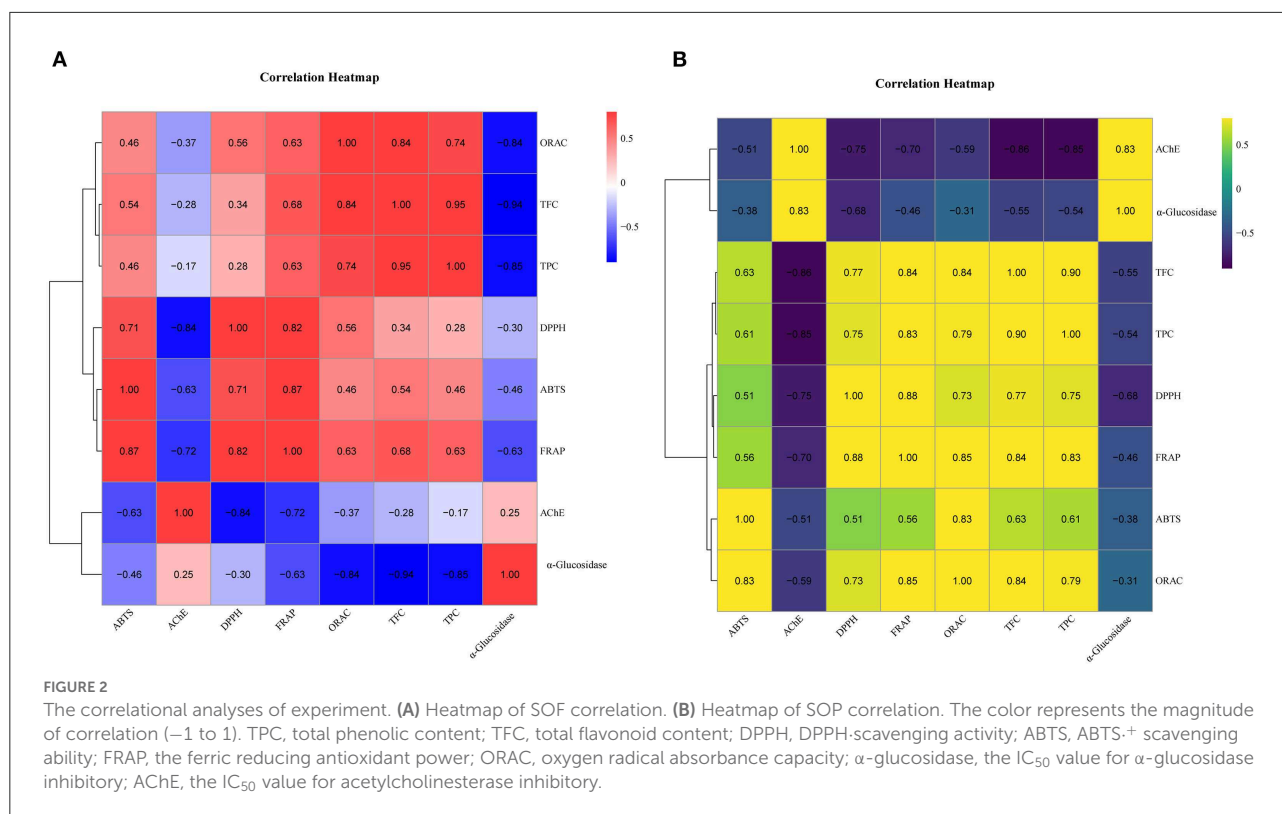 A
Correlation Heatmap
0.46 −0.37 0.56 0.63 1.00 0.84 0.74 −0.84 ORAC
0.54 −0.28 0.34 0.68 0.84 1.00 0.95 −0.94 TFC
0.46 −0.17 0.28 0.63 0.74 0.95 1.00 −0.85 TPC
0.71 −0.84 1.00 0.82 0.56 0.34 0.28 −0.30 DPPH
1.00 −0.63 0.71 0.87 0.46 0.54 0.46 −0.46 ABTS
0.87 −0.72 0.82 1.00 0.63 0.68 0.63 −0.63 FRAP
−0.63 1.00 −0.84 −0.72 −0.37 −0.28 −0.17 0.25 AChE
−0.46 0.25 −0.30 −0.63 −0.84 −0.94 −0.85 1.00 α-Glucosidase
ABTS AChE DPPH FRAP ORAC TFC TPC α-Glucosidase
0.5
0
−0.5
B
Correlation Heatmap
−0.51 1.00 −0.75 −0.70 −0.59 −0.86 −0.85 0.83 AChE
−0.38 0.83 −0.68 −0.46 −0.31 −0.55 −0.54 1.00 α-Glucosidase
0.63 −0.86 0.77 0.84 0.84 1.00 0.90 −0.55 TFC
0.61 −0.85 0.75 0.83 0.79 0.90 1.00 −0.54 TPC
0.51 −0.75 1.00 0.88 0.73 0.77 0.75 −0.68 DPPH
0.56 −0.70 0.88 1.00 0.85 0.84 0.83 −0.46 FRAP
1.00 −0.51 0.51 0.56 0.83 0.63 0.61 −0.38 ABTS
0.83 −0.59 0.73 0.85 1.00 0.84 0.79 −0.31 ORAC
ABTS AChE DPPH FRAP ORAC TFC TPC α-Glucosidase
0.5
0
−0.5
FIGURE 2
The correlational analyses of experiment. (A) Heatmap of SOF correlation. (B) Heatmap of SOP correlation. The color represents the magnitude
of correlation (−1 to 1). TPC, total phenolic content; TFC, total flavonoid content; DPPH, DPPH·scavenging activity; ABTS, ABTS·⁺ scavenging
ability; FRAP, the ferric reducing antioxidant power; ORAC, oxygen radical absorbance capacity; α-glucosidase, the IC₅₀ value for α-glucosidase
inhibitory; AChE, the IC₅₀ value for acetylcholinesterase inhibitory.